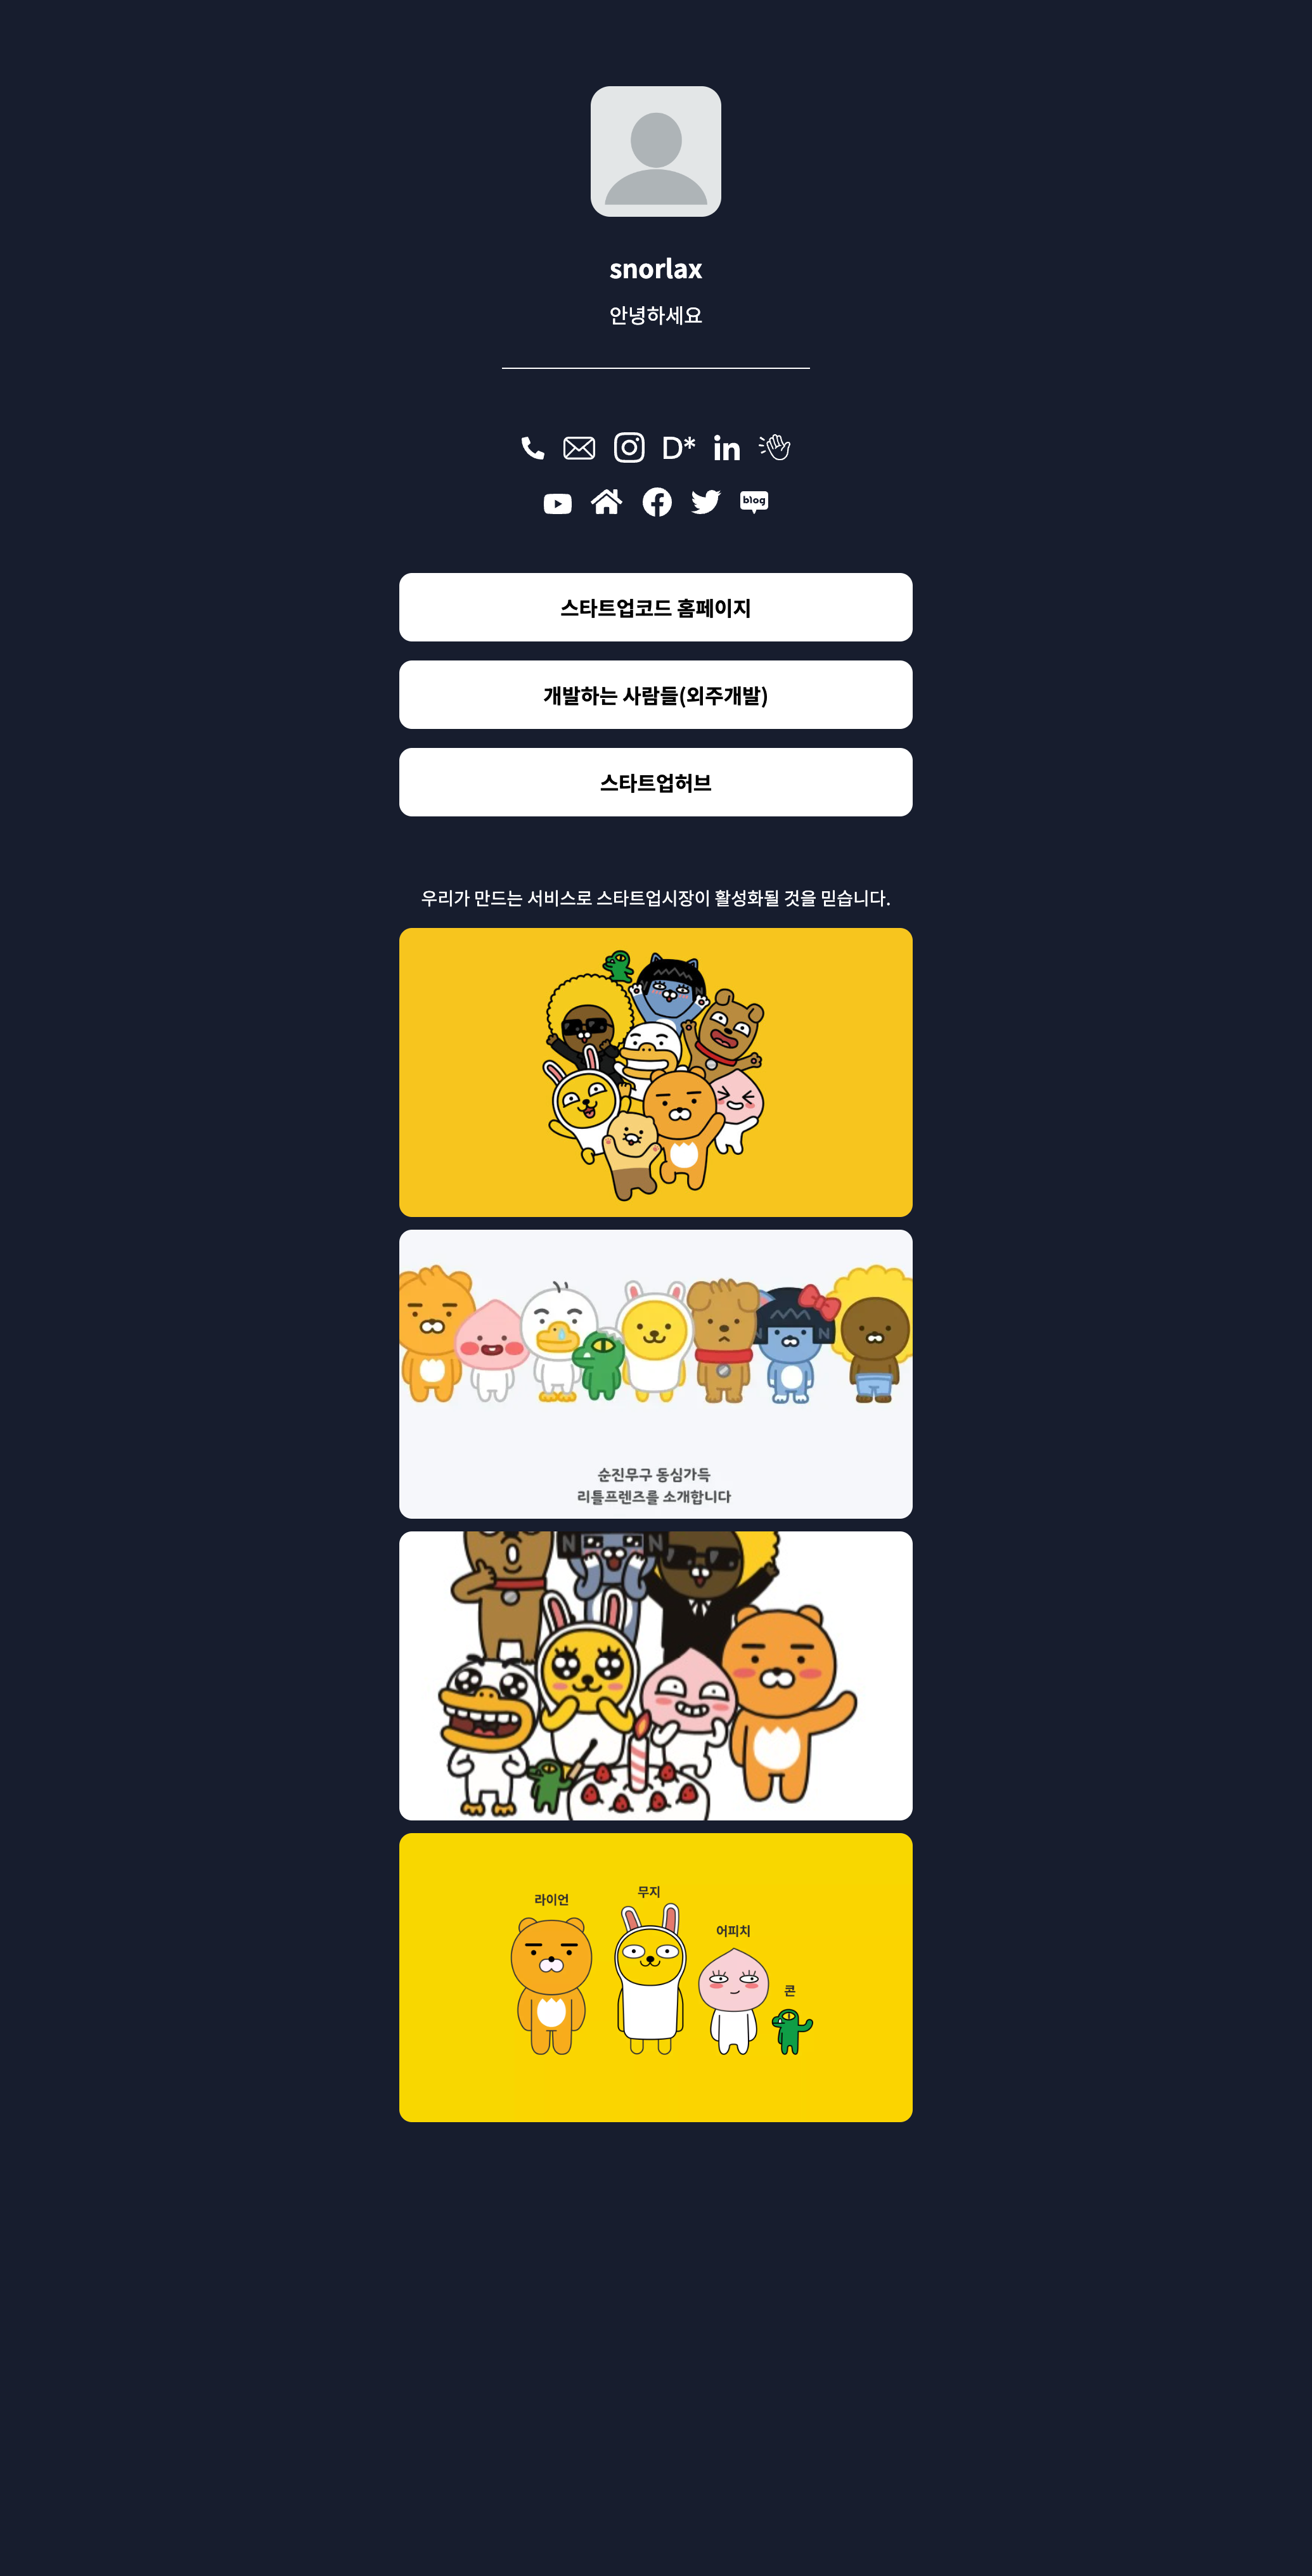 snorlax
안녕하세요
D*
in
blog
스타트업코드 홈페이지
개발하는 사람들(외주개발)
스타트업허브
우리가 만드는 서비스로 스타트업시장이 활성화될 것을 믿습니다.
N
N
순진무구 동심가득
리틀프렌즈를 소개합니다
N N
라이언
무지
어피치
콘